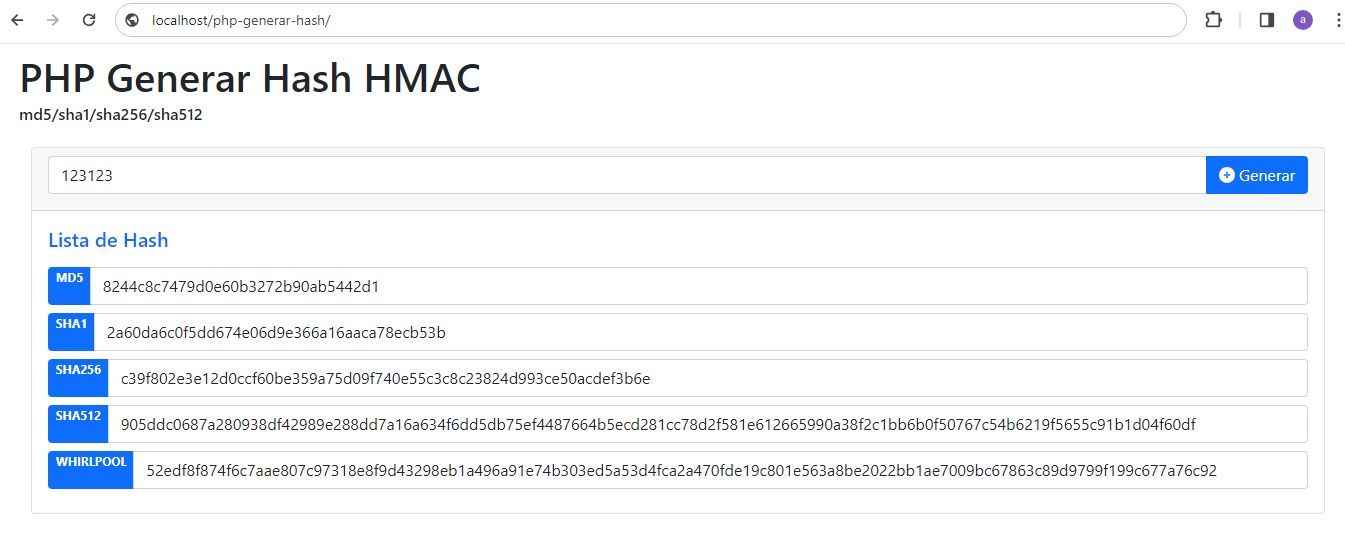 localhost/php-generar-hash/
a
PHP Generar Hash HMAC
md5/sha1/sha256/sha512
123123
Generar
Lista de Hash
MD5 8244c8c7479d0e60b3272b90ab5442d1
SHA1 2a60da6c0f5dd674e06d9e366a16aaca78ecb53b
SHA256 c39f802e3e12d0ccf60be359a75d09f740e55c3c8c23824d993ce50acdef3b6e
SHA512 905ddc0687a280938df42989e288dd7a16a634f6dd5db75ef4487664b5ecd281cc78d2f581e612665990a38f2c1bb6b0f50767c54b6219f5655c91b1d04f60df
WHIRLPOOL 52edf8f874f6c7aae807c97318e8f9d43298eb1a496a91e74b303ed5a53d4fca2a470fde19c801e563a8be2022bb1ae7009bc67863c89d9799f199c677a76c92